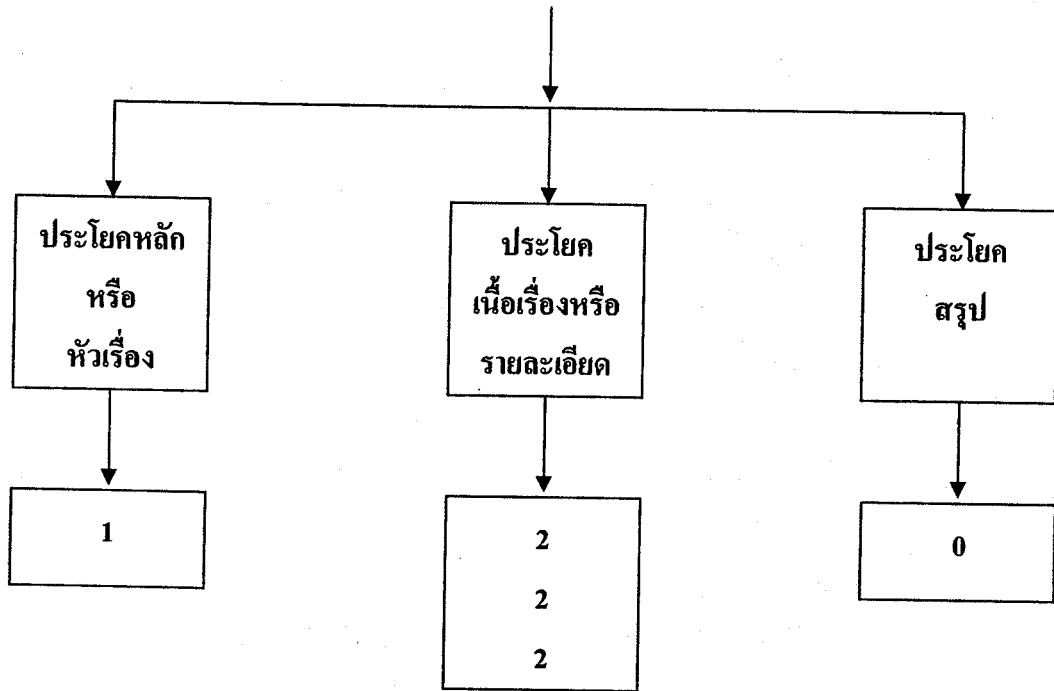 ประโยคหลัก
หรือ
หัวเรื่อง
ประโยค
เนื้อเรื่องหรือ
รายละเอียด
ประโยค
สรุป
1
2
2
2
0